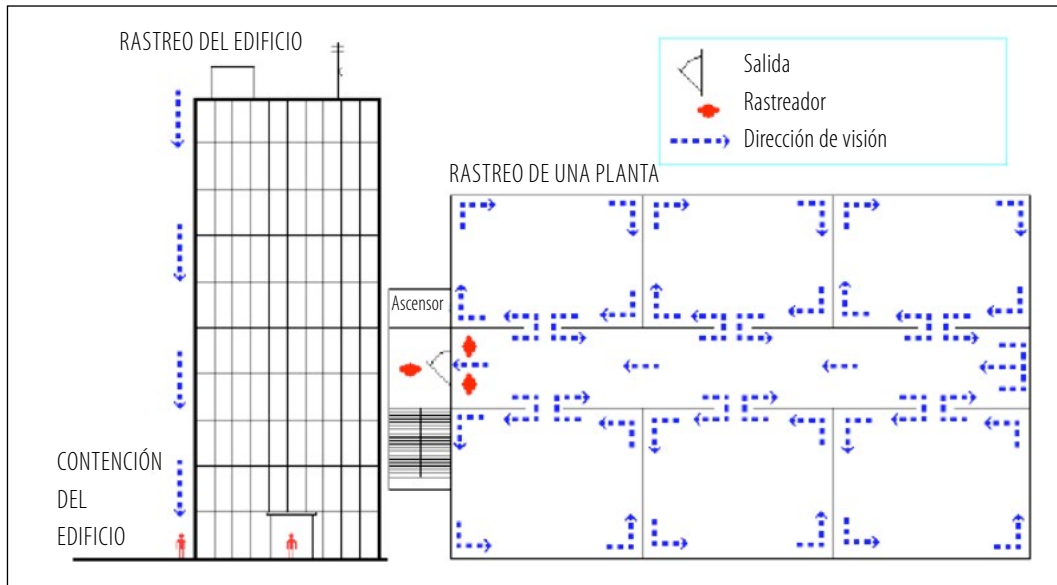 RASTREO DEL EDIFICIO
Salida
Rastreador
Dirección de visión
RASTREO DE UNA PLANTA
Ascensor
CONTENCIÓN
DEL
EDIFICIO